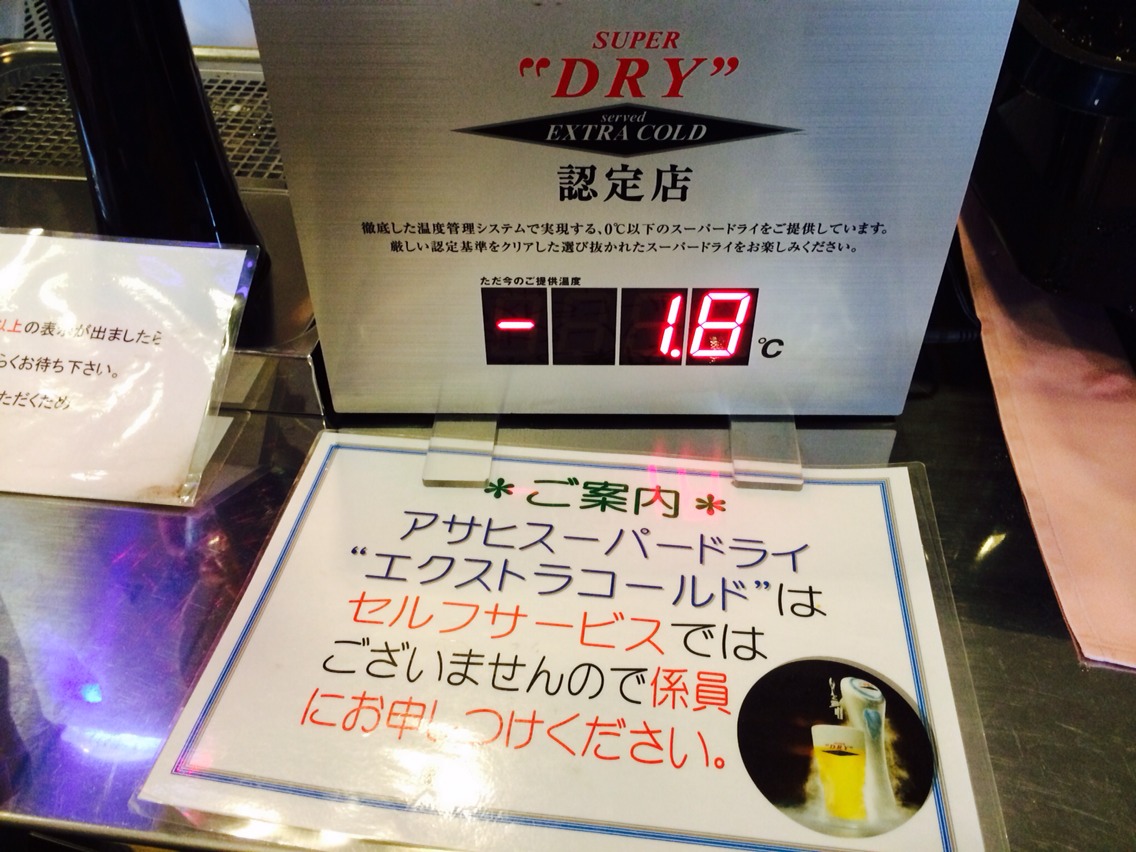 SUPER
"DRY"
served
EXTRA COLD
認定店
徹底した温度管理システムで実現する、0℃以下のスーパードライをご提供しています。
厳しい認定基準をクリアした選び抜かれたスーパードライをお楽しみください。
ただ今のご提供温度
- 1.8 ℃
以上の表示が出ましたら
らくお待ち下さい。
ただくため
＊ご案内＊
アサヒスーパードライ
“エクストラコールド”は
セルフサービスでは
ございませんので係員
にお申しつけください。
"DRY"